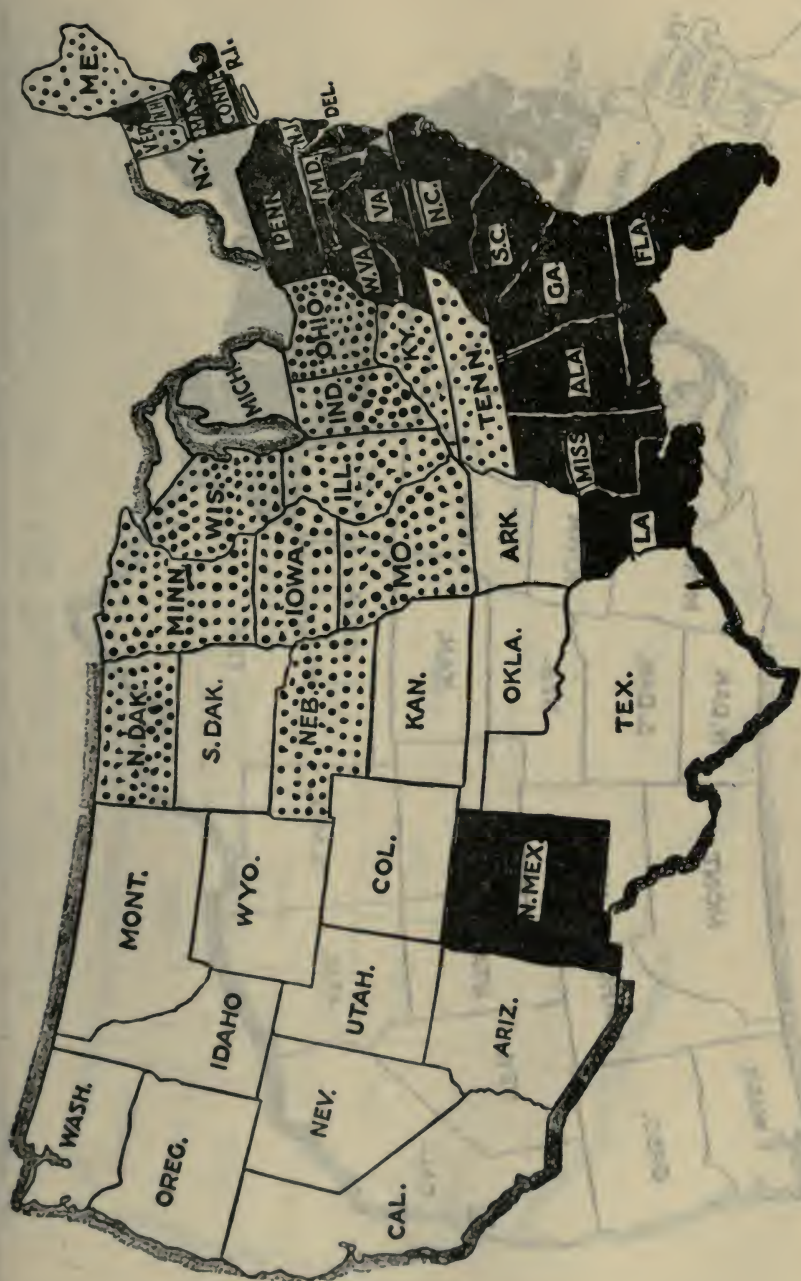 WASH.
OREG.
CAL.
NEV.
IDAHO
MONT.
WYO.
UTAH.
ARIZ.
COL.
N.MEX.
N.DAK.
S.DAK.
NEB.
KAN.
OKLA.
TEX.
MINN.
IOWA
MO.
ARK.
LA
WIS.
ILL.
MICH.
IND.
OHIO
KY.
TENN.
MISS
ALA
GA.
FLA.
S.C.
N.C.
VA
W.VA
MD.
DEL.
PENN.
N.J.
N.Y.
VER
N.H.
MASS
CONN
R.I.
ME.